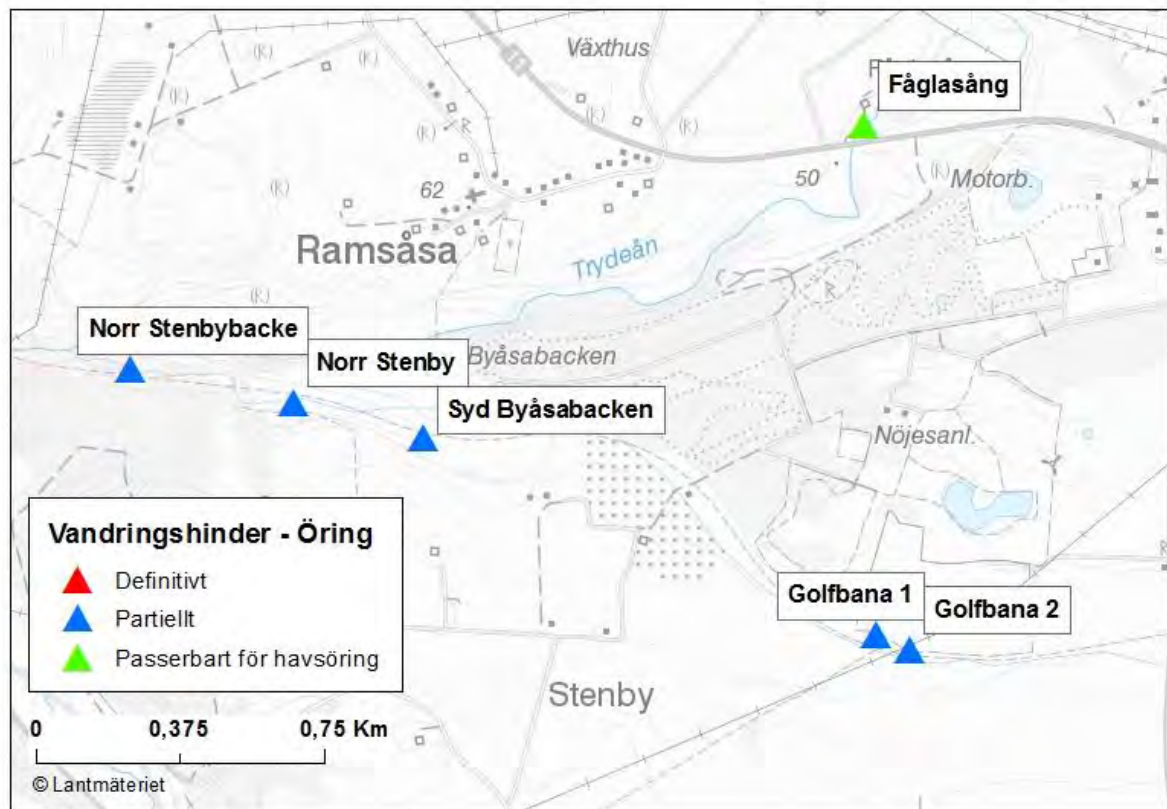 Växthus
(K)
(K)
(K)
(K)
(K)
R
(K)
(K)
Fåglasång
(K)
50
Motorb.
(K)
62
Ramsåsa
Trydeån
R
(K)
Norr Stenbybacke
Norr Stenby
Byåsabacken
Syd Byåsabacken
Nöjesanl.
Vandringshinder - Öring
Definitivt
Partiellt
Passerbart för havsöring
Golfbana 1
Golfbana 2
R
Stenby
0 0,375 0,75 Km
© Lantmäteriet